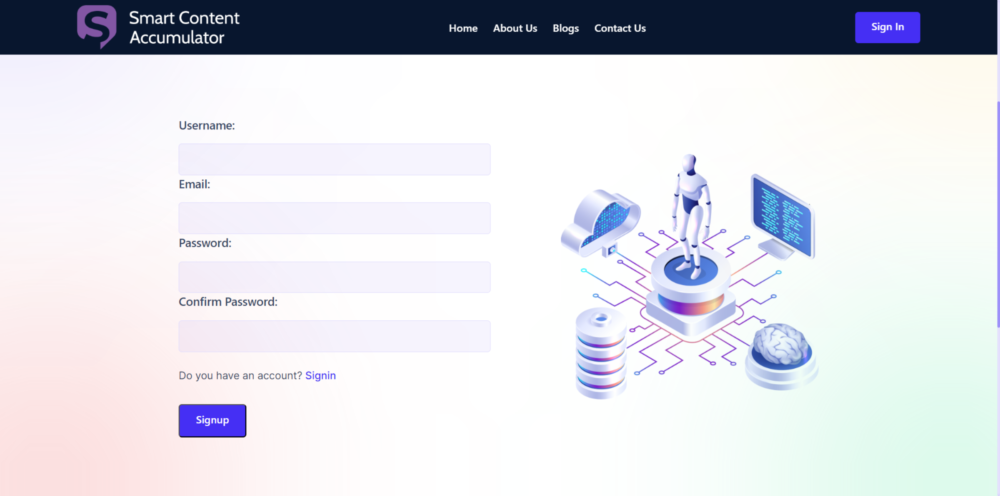 Smart Content
Accumulator
Home About Us Blogs Contact Us
Sign In
Username:
Email:
Password:
Confirm Password:
Do you have an account? Signin
Signup